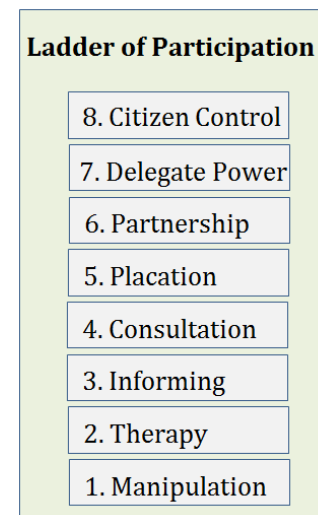 Ladder of Participation
8. Citizen Control
7. Delegate Power
6. Partnership
5. Placation
4. Consultation
3. Informing
2. Therapy
1. Manipulation